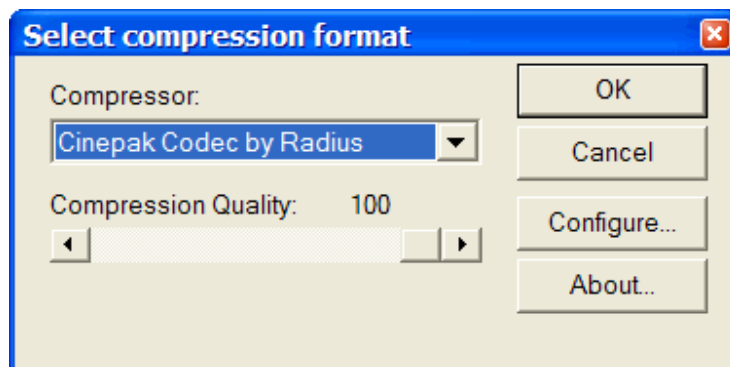 Select compression format
Compressor:
Cinepak Codec by Radius
Compression Quality: 100
OK
Cancel
Configure...
About...